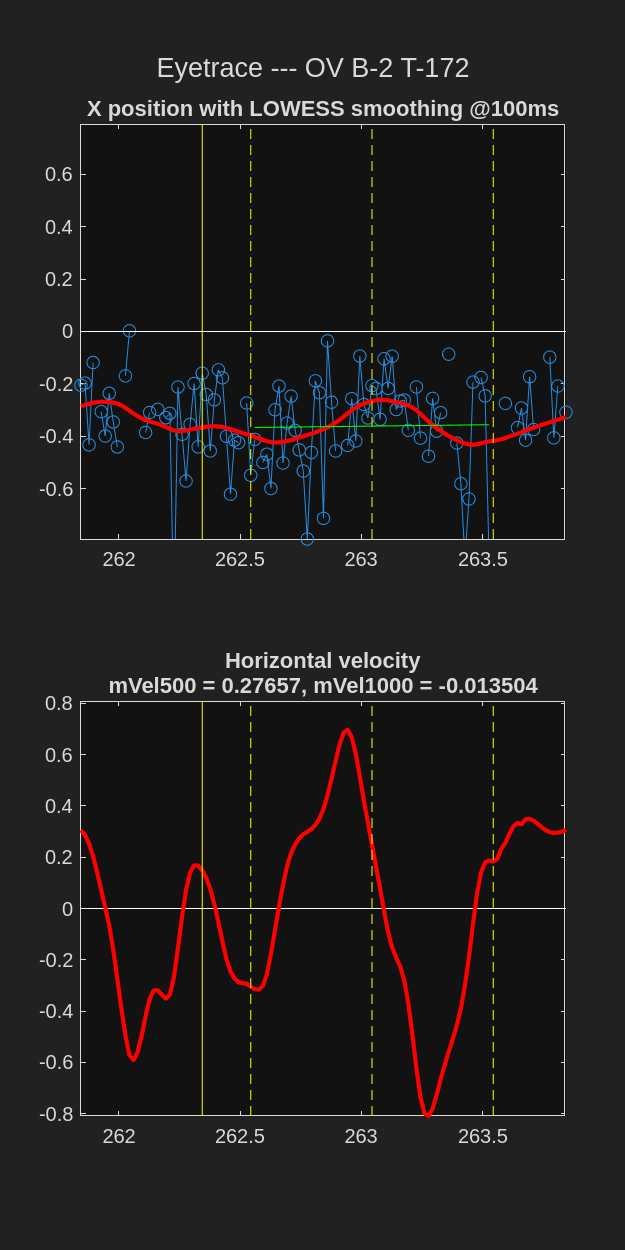 Eyetrace --- OV B-2 T-172
X position with LOWESS smoothing @100ms
0.6
0.4
0.2
0
-0.2
-0.4
-0.6
262 262.5 263 263.5
Horizontal velocity
mVel500 = 0.27657, mVel1000 = -0.013504
0.8
0.6
0.4
0.2
0
-0.2
-0.4
-0.6
-0.8
262 262.5 263 263.5